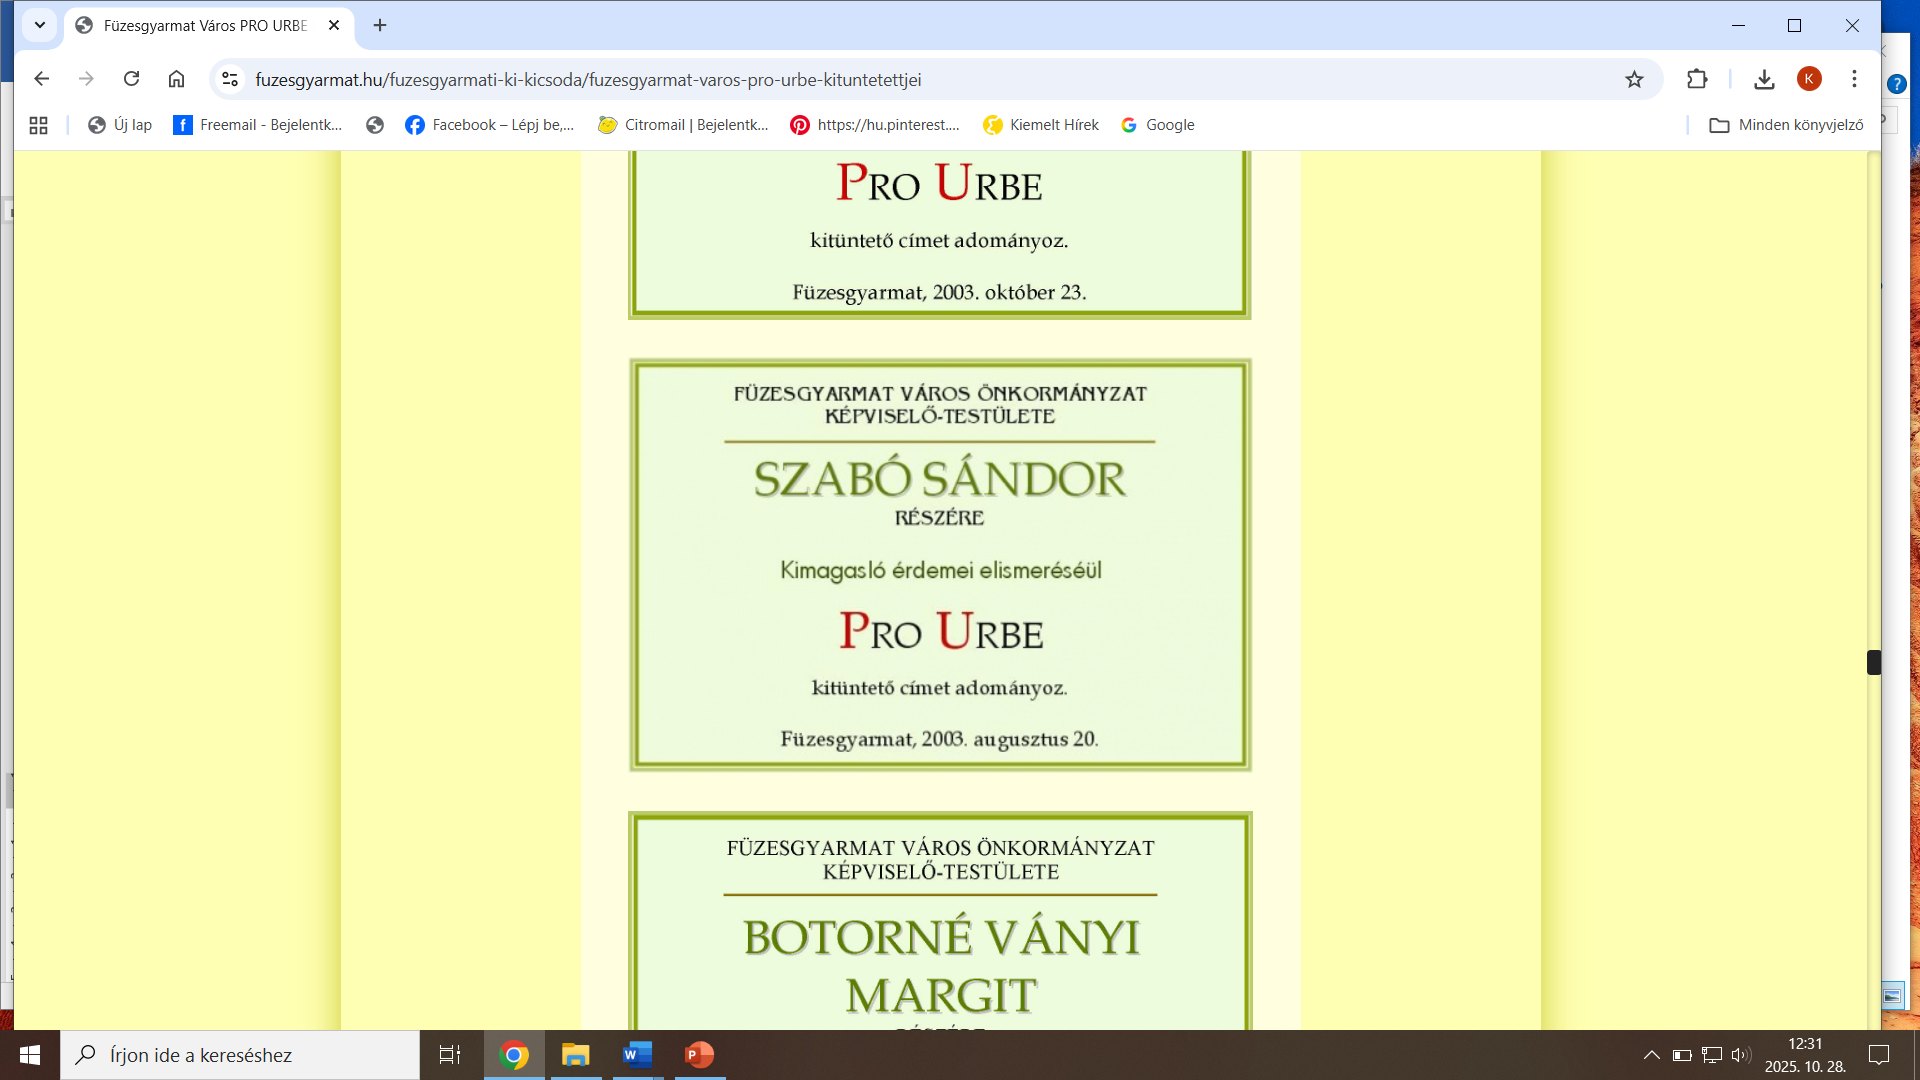 Füzesgyarmat Város PRO URBE
fuzesgyarmat.hu/fuzesgyarmati-ki-kicsoda/fuzesgyarmat-varos-pro-urbe-kituntetettjei
K
Új lap
Freemail - Bejelentk...
Facebook – Lépj be,...
Citromail | Bejelentk...
https://hu.pinterest....
Kiemelt Hírek
Google
Minden könyvjelző
PRO URBE
kitüntető címet adományoz.
Füzesgyarmat, 2003. október 23.
FÜZESGYARMAT VÁROS ÖNKORMÁNYZAT
KÉPVISELŐ-TESTÜLETE
SZABÓ SÁNDOR
RÉSZÉRE
Kimagasló érdemei elismeréséül
PRO URBE
kitüntető címet adományoz.
Füzesgyarmat, 2003. augusztus 20.
FÜZESGYARMAT VÁROS ÖNKORMÁNYZAT
KÉPVISELŐ-TESTÜLETE
BOTORNÉ VÁNYI
MARGIT
RÉSZÉRE
Írjon ide a kereséshez
12:31
2025. 10. 28.